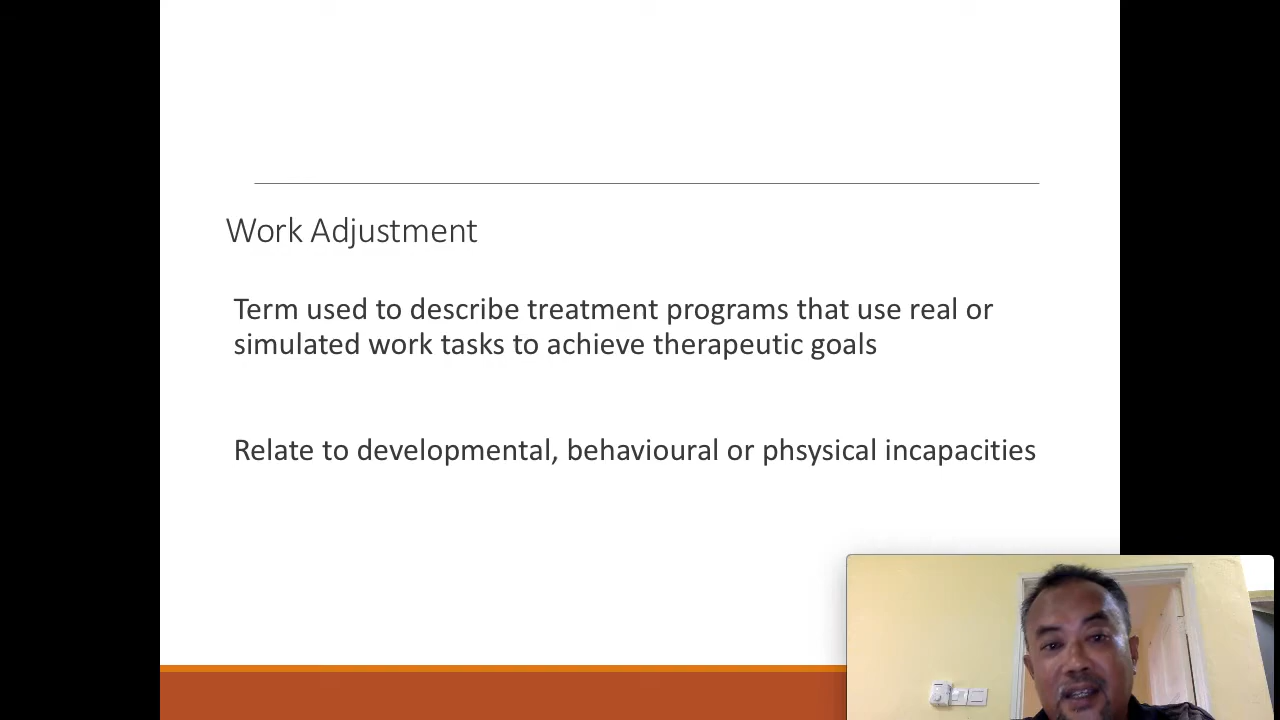 Work Adjustment
Term used to describe treatment programs that use real or
simulated work tasks to achieve therapeutic goals
Relate to developmental, behavioural or phsysical incapacities